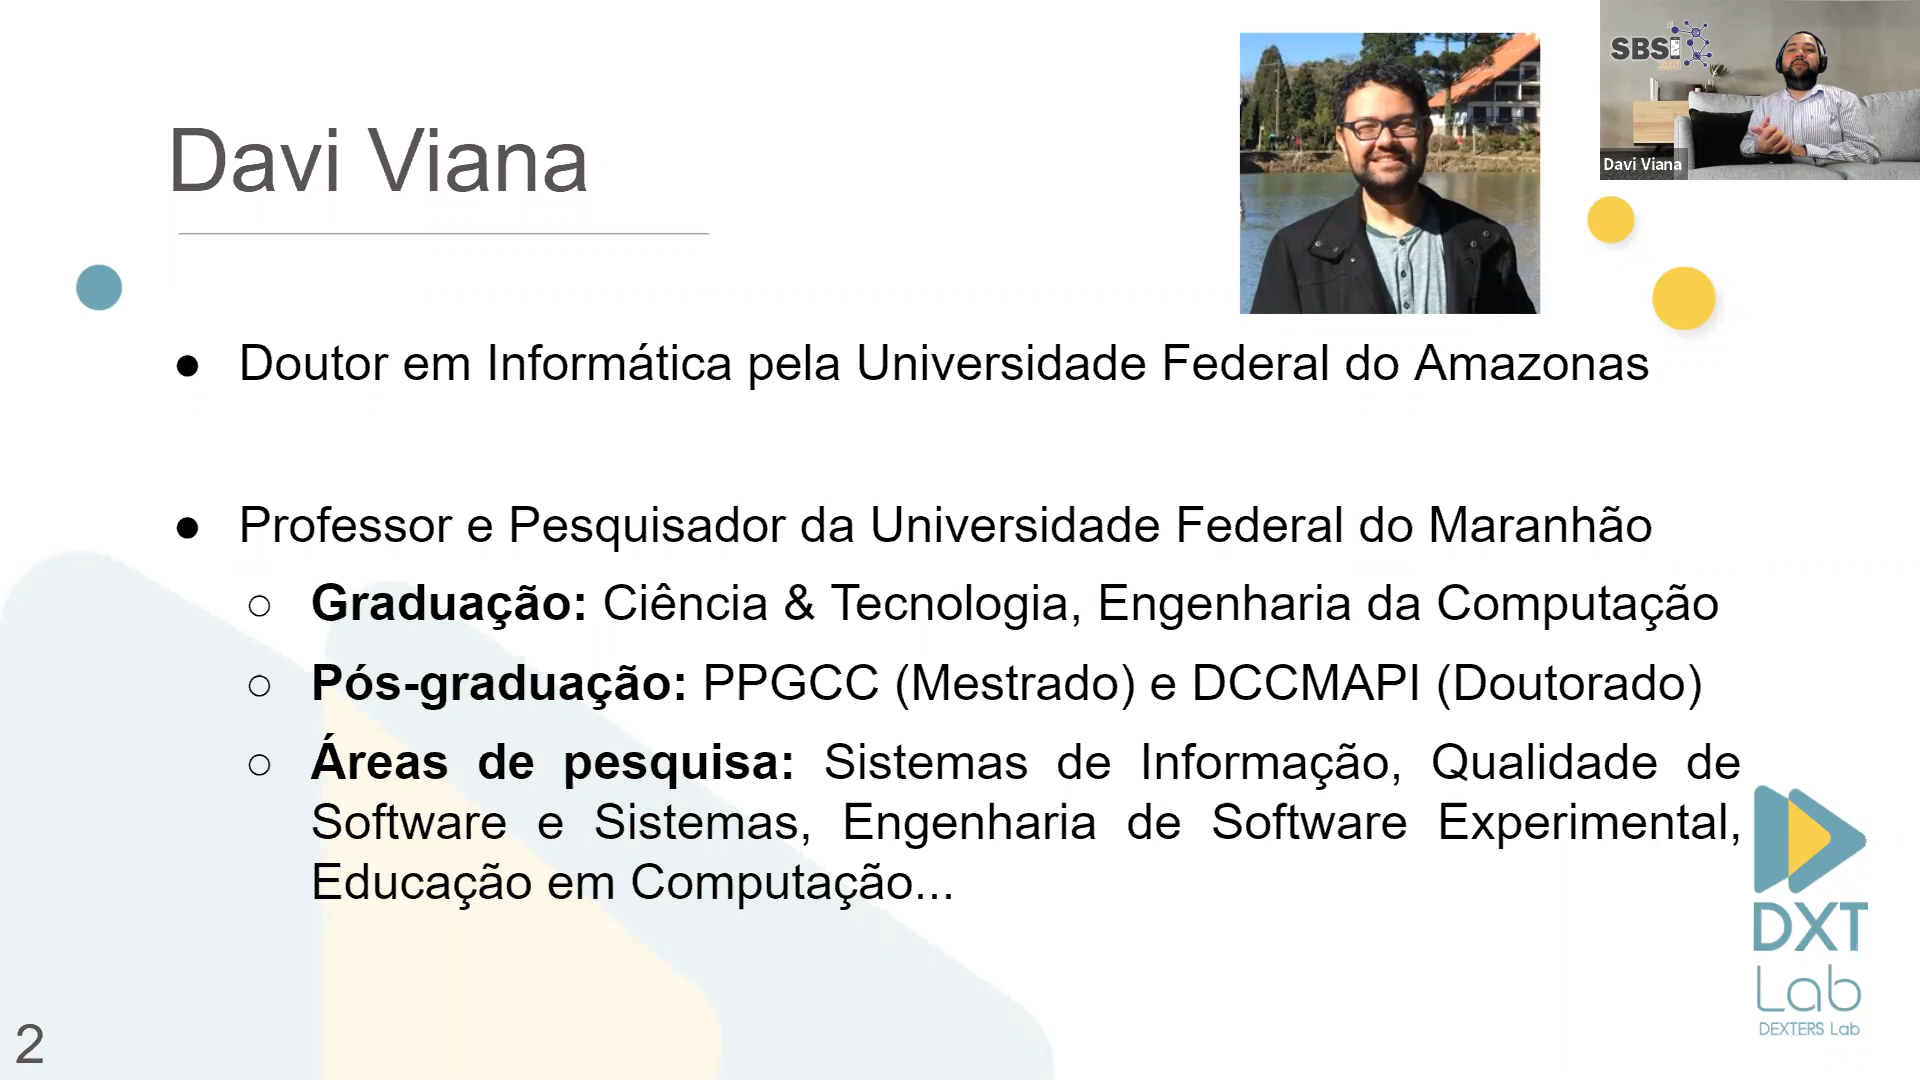 SBSI
Davi Viana
Davi Viana
● Doutor em Informática pela Universidade Federal do Amazonas
● Professor e Pesquisador da Universidade Federal do Maranhão
○ Graduação: Ciência & Tecnologia, Engenharia da Computação
○ Pós-graduação: PPGCC (Mestrado) e DCCMAPI (Doutorado)
○ Áreas de pesquisa: Sistemas de Informação, Qualidade de
Software e Sistemas, Engenharia de Software Experimental,
Educação em Computação...
DXT
Lab
DEXTERS Lab
2